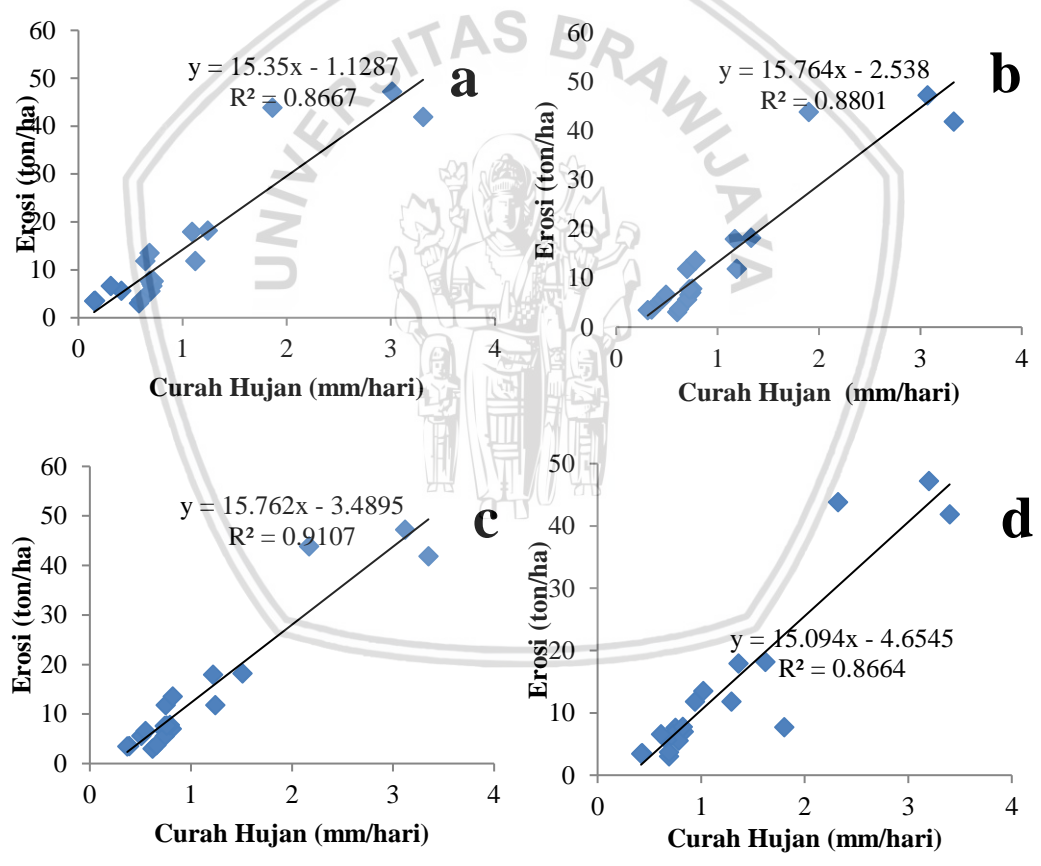 UNIVERSITAS BRAWIJAYA
60
50
40
30
20
10
0
Erosi (ton/ha)
y = 15.35x - 1.1287
R² = 0.8667
a
0 1 2 3 4
Curah Hujan (mm/hari)
60
50
40
30
20
10
0
Erosi (ton/ha)
y = 15.764x - 2.538
R² = 0.8801
b
0 1 2 3 4
Curah Hujan (mm/hari)
60
50
40
30
20
10
0
Erosi (ton/ha)
y = 15.762x - 3.4895
R² = 0.9107
c
0 1 2 3 4
Curah Hujan (mm/hari)
50
40
30
20
10
0
Erosi (ton/ha)
y = 15.094x - 4.6545
R² = 0.8664
d
0 1 2 3 4
Curah Hujan (mm/hari)